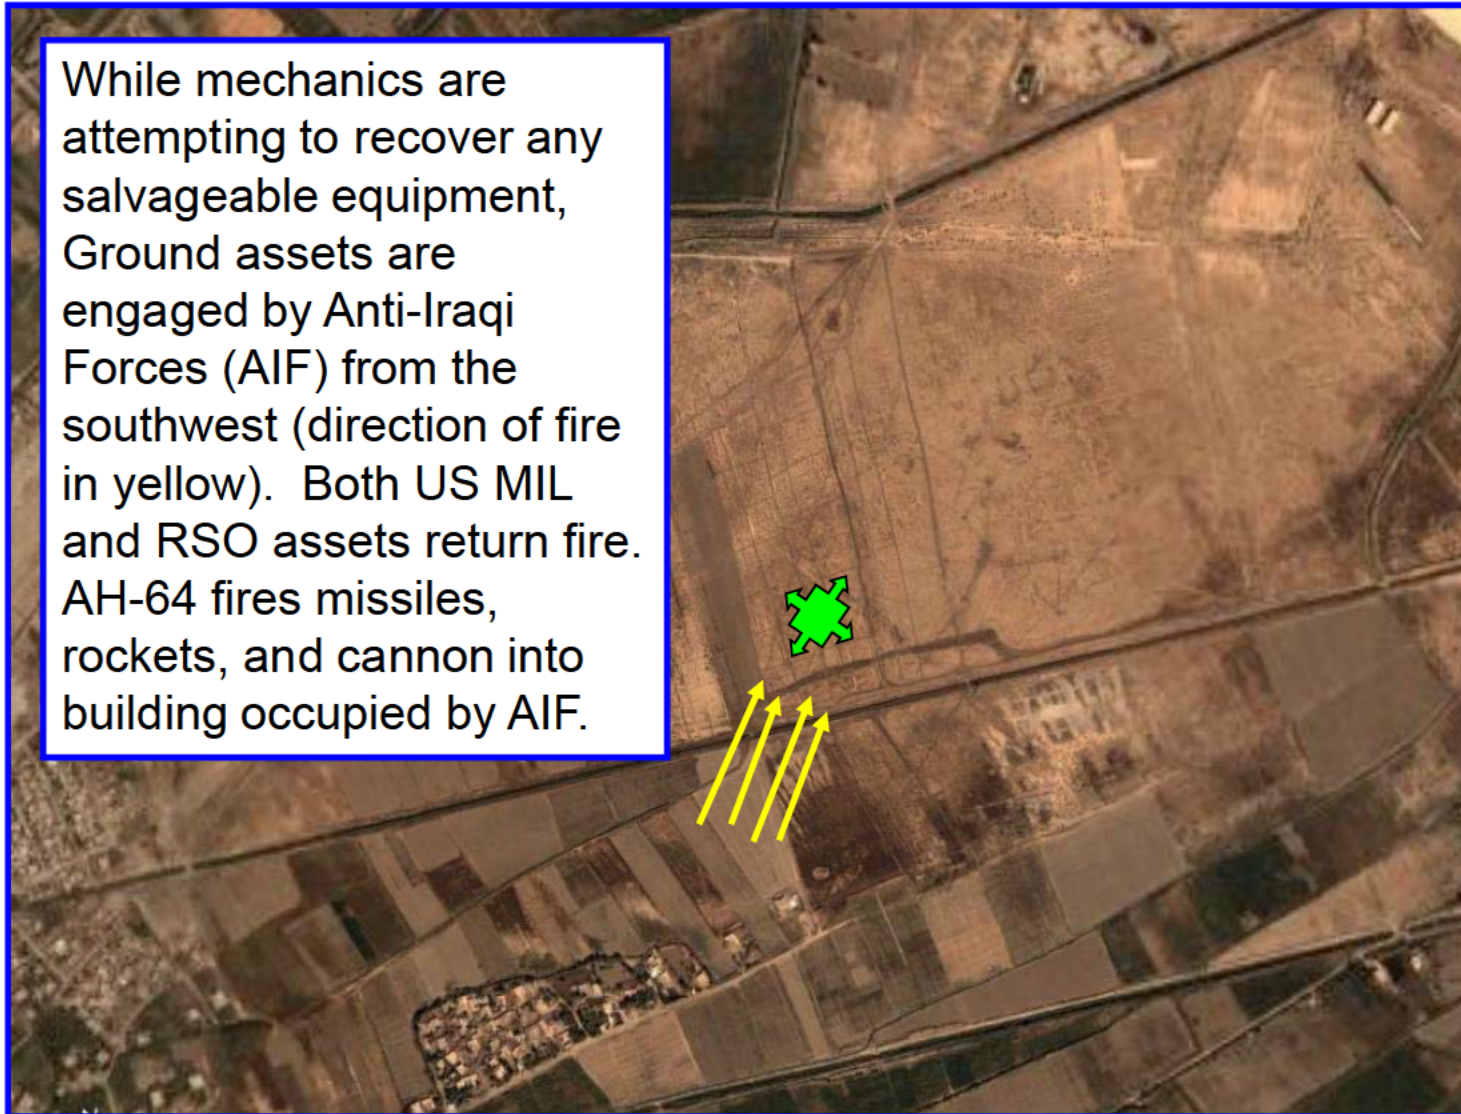 While mechanics are
attempting to recover any
salvageable equipment,
Ground assets are
engaged by Anti-Iraqi
Forces (AIF) from the
southwest (direction of fire
in yellow).  Both US MIL
and RSO assets return fire.
AH-64 fires missiles,
rockets, and cannon into
building occupied by AIF.